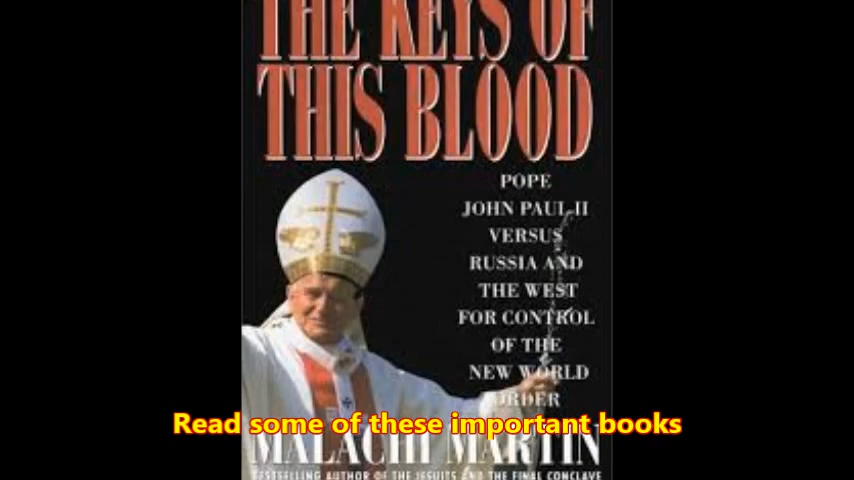 THE KEYS OF
THIS BLOOD
POPE
JOHN PAUL II
VERSUS
RUSSIA AND
THE WEST
FOR CONTROL
OF THE
NEW WORLD
ORDER
Read some of these important books
MALACHI MARTIN
BESTSELLING AUTHOR OF THE JESUITS AND THE FINAL CONCLAVE